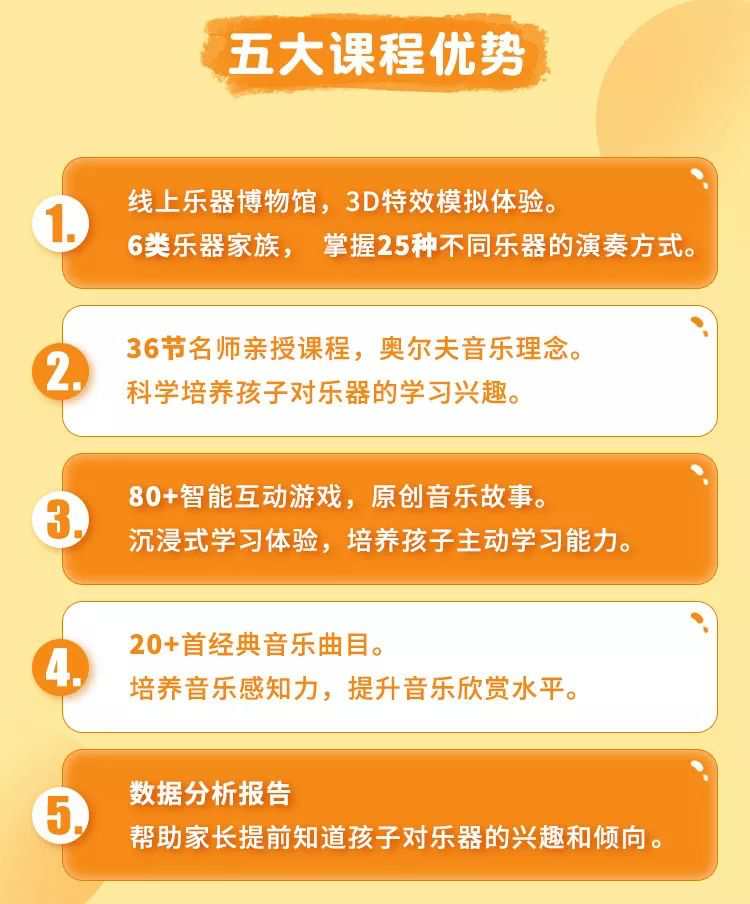 五大课程优势
1.
线上乐器博物馆，3D特效模拟体验。
6类乐器家族， 掌握25种不同乐器的演奏方式。
2.
36节名师亲授课程，奥尔夫音乐理念。
科学培养孩子对乐器的学习兴趣。
3.
80+智能互动游戏，原创音乐故事。
沉浸式学习体验，培养孩子主动学习能力。
4.
20+首经典音乐曲目。
培养音乐感知力，提升音乐欣赏水平。
5.
数据分析报告
帮助家长提前知道孩子对乐器的兴趣和倾向。